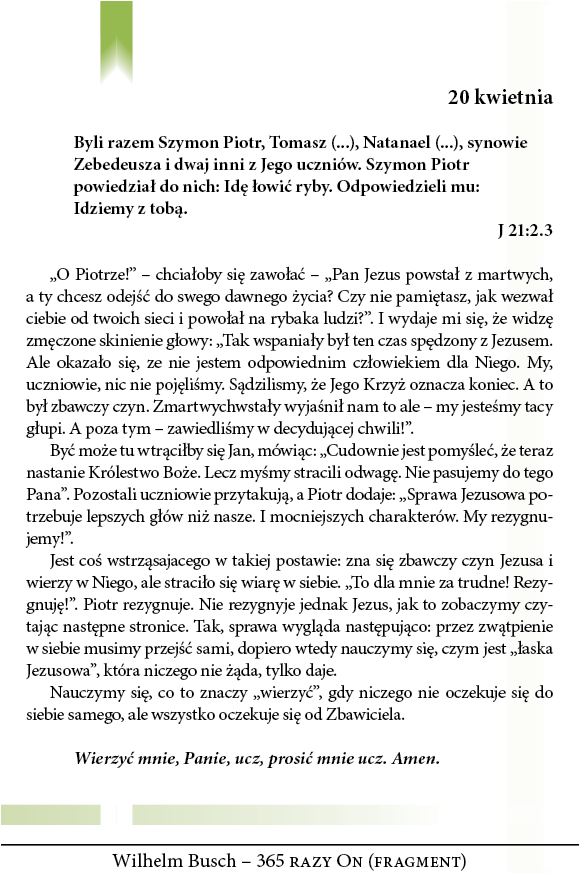 20 kwietnia
Byli razem Szymon Piotr, Tomasz (...), Natanael (...), synowie
Zebedeusza i dwaj inni z Jego uczniów. Szymon Piotr
powiedział do nich: Idę łowić ryby. Odpowiedzieli mu:
Idziemy z tobą.
J 21:2.3
„O Piotrze!” – chciałoby się zawołać – „Pan Jezus powstał z martwych,
a ty chcesz odejść do swego dawnego życia? Czy nie pamiętasz, jak wezwał
ciebie od twoich sieci i powołał na rybaka ludzi?”. I wydaje mi się, że widzę
zmęczone skinienie głowy: „Tak wspaniały był ten czas spędzony z Jezusem.
Ale okazało się, ze nie jestem odpowiednim człowiekiem dla Niego. My,
uczniowie, nic nie pojęliśmy. Sądzilismy, że Jego Krzyż oznacza koniec. A to
był zbawczy czyn. Zmartwychwstały wyjaśnił nam to ale – my jesteśmy tacy
głupi. A poza tym – zawiedliśmy w decydującej chwili!”.
Być może tu wtrąciłby się Jan, mówiąc: „Cudownie jest pomyśleć, że teraz
nastanie Królestwo Boże. Lecz myśmy stracili odwagę. Nie pasujemy do tego
Pana”. Pozostali uczniowie przytakują, a Piotr dodaje: „Sprawa Jezusowa po-
trzebuje lepszych głów niż nasze. I mocniejszych charakterów. My rezygnu-
jemy!”.
Jest coś wstrząsajacego w takiej postawie: zna się zbawczy czyn Jezusa i
wierzy w Niego, ale straciło się wiarę w siebie. „To dla mnie za trudne! Rezy-
gnuję!”. Piotr rezygnuje. Nie rezygnyje jednak Jezus, jak to zobaczymy czy-
tając następne stronice. Tak, sprawa wygląda następująco: przez zwątpienie
w siebie musimy przejść sami, dopiero wtedy nauczymy się, czym jest „łaska
Jezusowa”, która niczego nie żąda, tylko daje.
Nauczymy się, co to znaczy „wierzyć”, gdy niczego nie oczekuje się do
siebie samego, ale wszystko oczekuje się od Zbawiciela.
Wierzyć mnie, Panie, ucz, prosić mnie ucz. Amen.
Wilhelm Busch – 365 razy On (fragment)